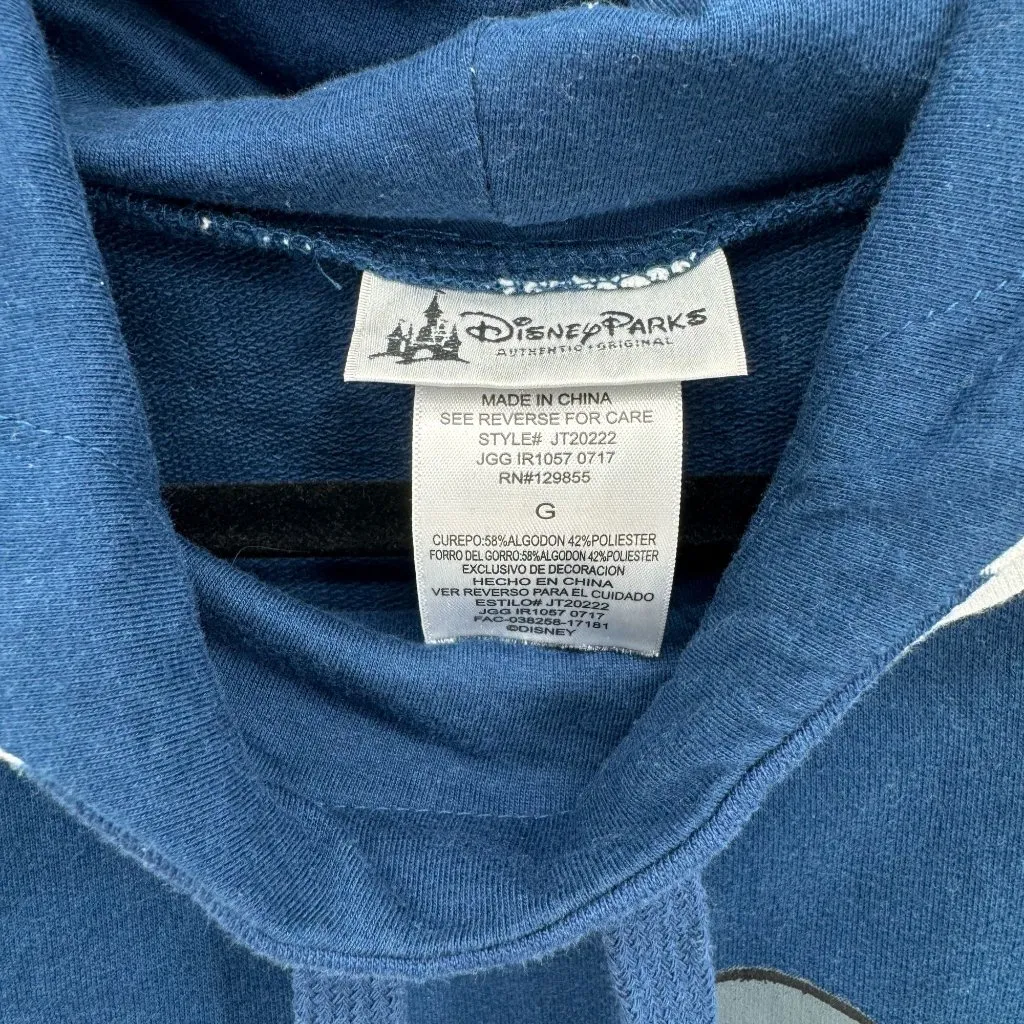 DISNEY PARKS
AUTHENTIC • ORIGINAL
MADE IN CHINA
SEE REVERSE FOR CARE
STYLE# JT20222
JGG IR1057 0717
RN#129855
G
CUREPO:58%ALGODON 42%POLIESTER
FORRO DEL GORRO:58%ALGODON 42%POLIESTER
EXCLUSIVO DE DECORACION
HECHO EN CHINA
VER REVERSO PARA EL CUIDADO
ESTILO# JT20222
JGG IR1057 0717
FAC-038258-17181
©DISNEY